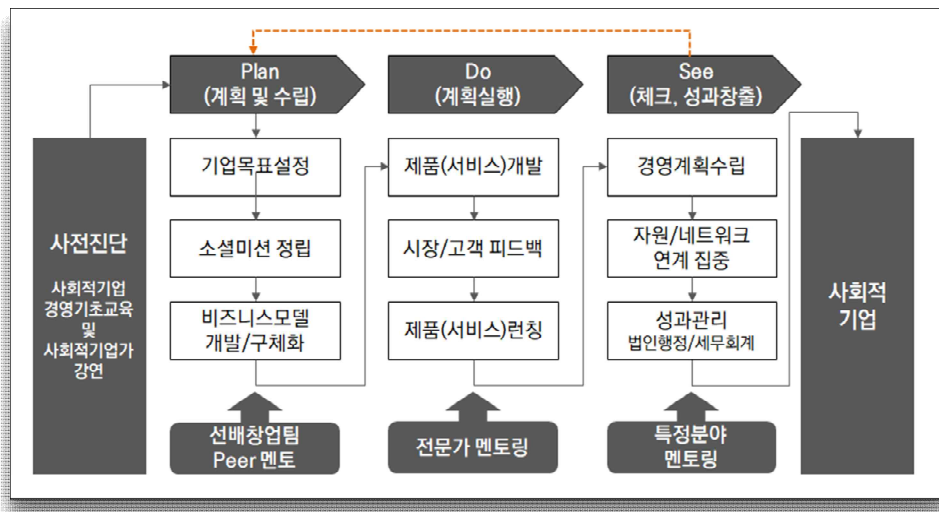 사전진단
사회적기업
경영기초교육
및
사회적기업가
강연
Plan
(계획 및 수립)
기업목표설정
소셜미션 정립
비즈니스모델
개발/구체화
선배창업팀
Peer 멘토
Do
(계획실행)
제품(서비스)개발
시장/고객 피드백
제품(서비스)런칭
전문가 멘토링
See
(체크, 성과창출)
경영계획수립
자원/네트워크
연계 집중
성과관리
법인행정/세무회계
특정분야
멘토링
사회적
기업